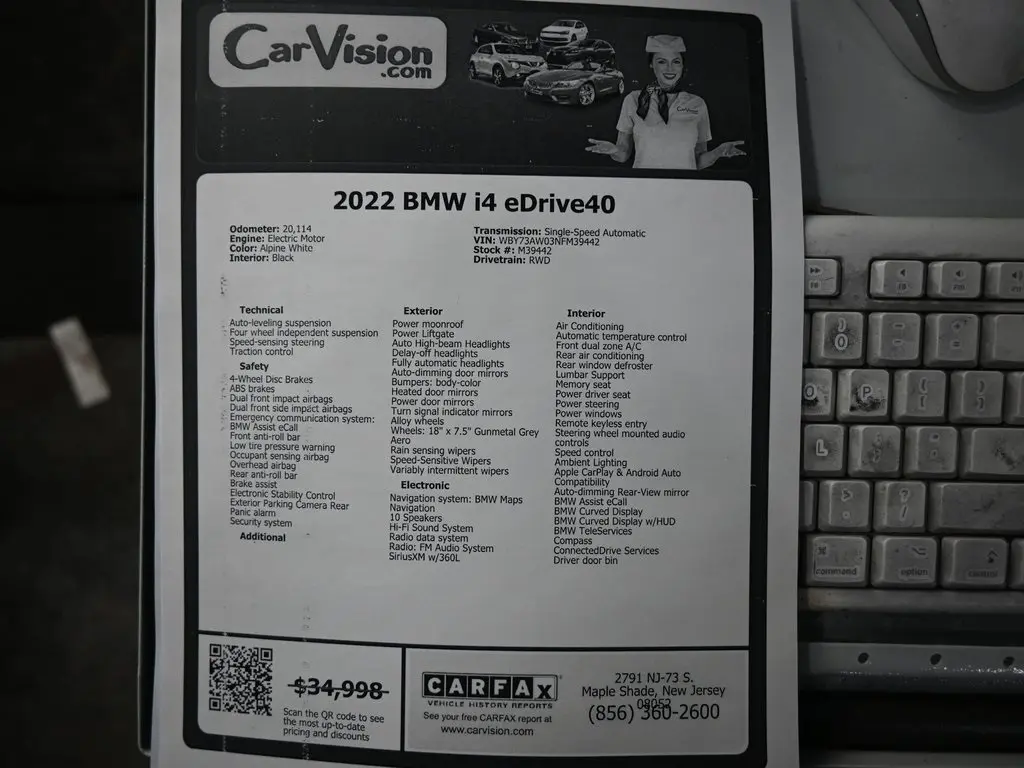 CarVision
.com
2022 BMW i4 eDrive40
Odometer: 20,114
Engine: Electric Motor
Color: Alpine White
Interior: Black
Transmission: Single-Speed Automatic
VIN: WBY73AW03NFM39442
Stock #: M39442
Drivetrain: RWD
Technical
Auto-leveling suspension
Four wheel independent suspension
Speed-sensing steering
Traction control
Safety
4-Wheel Disc Brakes
ABS brakes
Dual front impact airbags
Dual front side impact airbags
Emergency communication system:
BMW Assist eCall
Front anti-roll bar
Low tire pressure warning
Occupant sensing airbag
Overhead airbag
Rear anti-roll bar
Brake assist
Electronic Stability Control
Exterior Parking Camera Rear
Panic alarm
Security system
Additional
Exterior
Power moonroof
Power Liftgate
Auto High-beam Headlights
Delay-off headlights
Fully automatic headlights
Auto-dimming door mirrors
Bumpers: body-color
Heated door mirrors
Power door mirrors
Turn signal indicator mirrors
Alloy wheels
Wheels: 18" x 7.5" Gunmetal Grey
Aero
Rain sensing wipers
Speed-Sensitive Wipers
Variably intermittent wipers
Electronic
Navigation system: BMW Maps
Navigation
10 Speakers
Hi-Fi Sound System
Radio data system
Radio: FM Audio System
SiriusXM w/360L
Interior
Air Conditioning
Automatic temperature control
Front dual zone A/C
Rear air conditioning
Rear window defroster
Lumbar Support
Memory seat
Power driver seat
Power steering
Power windows
Remote keyless entry
Steering wheel mounted audio
controls
Speed control
Ambient Lighting
Apple CarPlay & Android Auto
Compatibility
Auto-dimming Rear-View mirror
BMW Assist eCall
BMW Curved Display
BMW Curved Display w/HUD
BMW TeleServices
Compass
ConnectedDrive Services
Driver door bin
$34,998
Scan the QR code to see
the most up-to-date
pricing and discounts
CARFAX
VEHICLE HISTORY REPORTS
See your free CARFAX report at
www.carvision.com
2791 NJ-73 S.
Maple Shade, New Jersey
08052
(856) 360-2600
F8
) 0
- =
O P { [ } ]
L
> . ? /
command option control